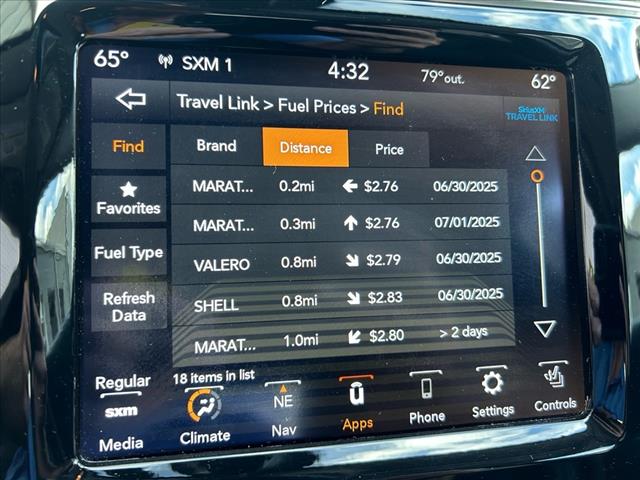 65° SXM 1 4:32 79°out. 62°
Travel Link > Fuel Prices > Find
SiriusXM
TRAVEL LINK
Find Brand Distance Price
Favorites
Fuel Type
Refresh
Data
MARAT... 0.2mi $2.76 06/30/2025
MARAT... 0.3mi $2.76 07/01/2025
VALERO 0.8mi $2.79 06/30/2025
SHELL 0.8mi $2.83 06/30/2025
MARAT... 1.0mi $2.80 > 2 days
Regular 18 items in list
sxm NE
Media Climate Nav Apps Phone Settings Controls